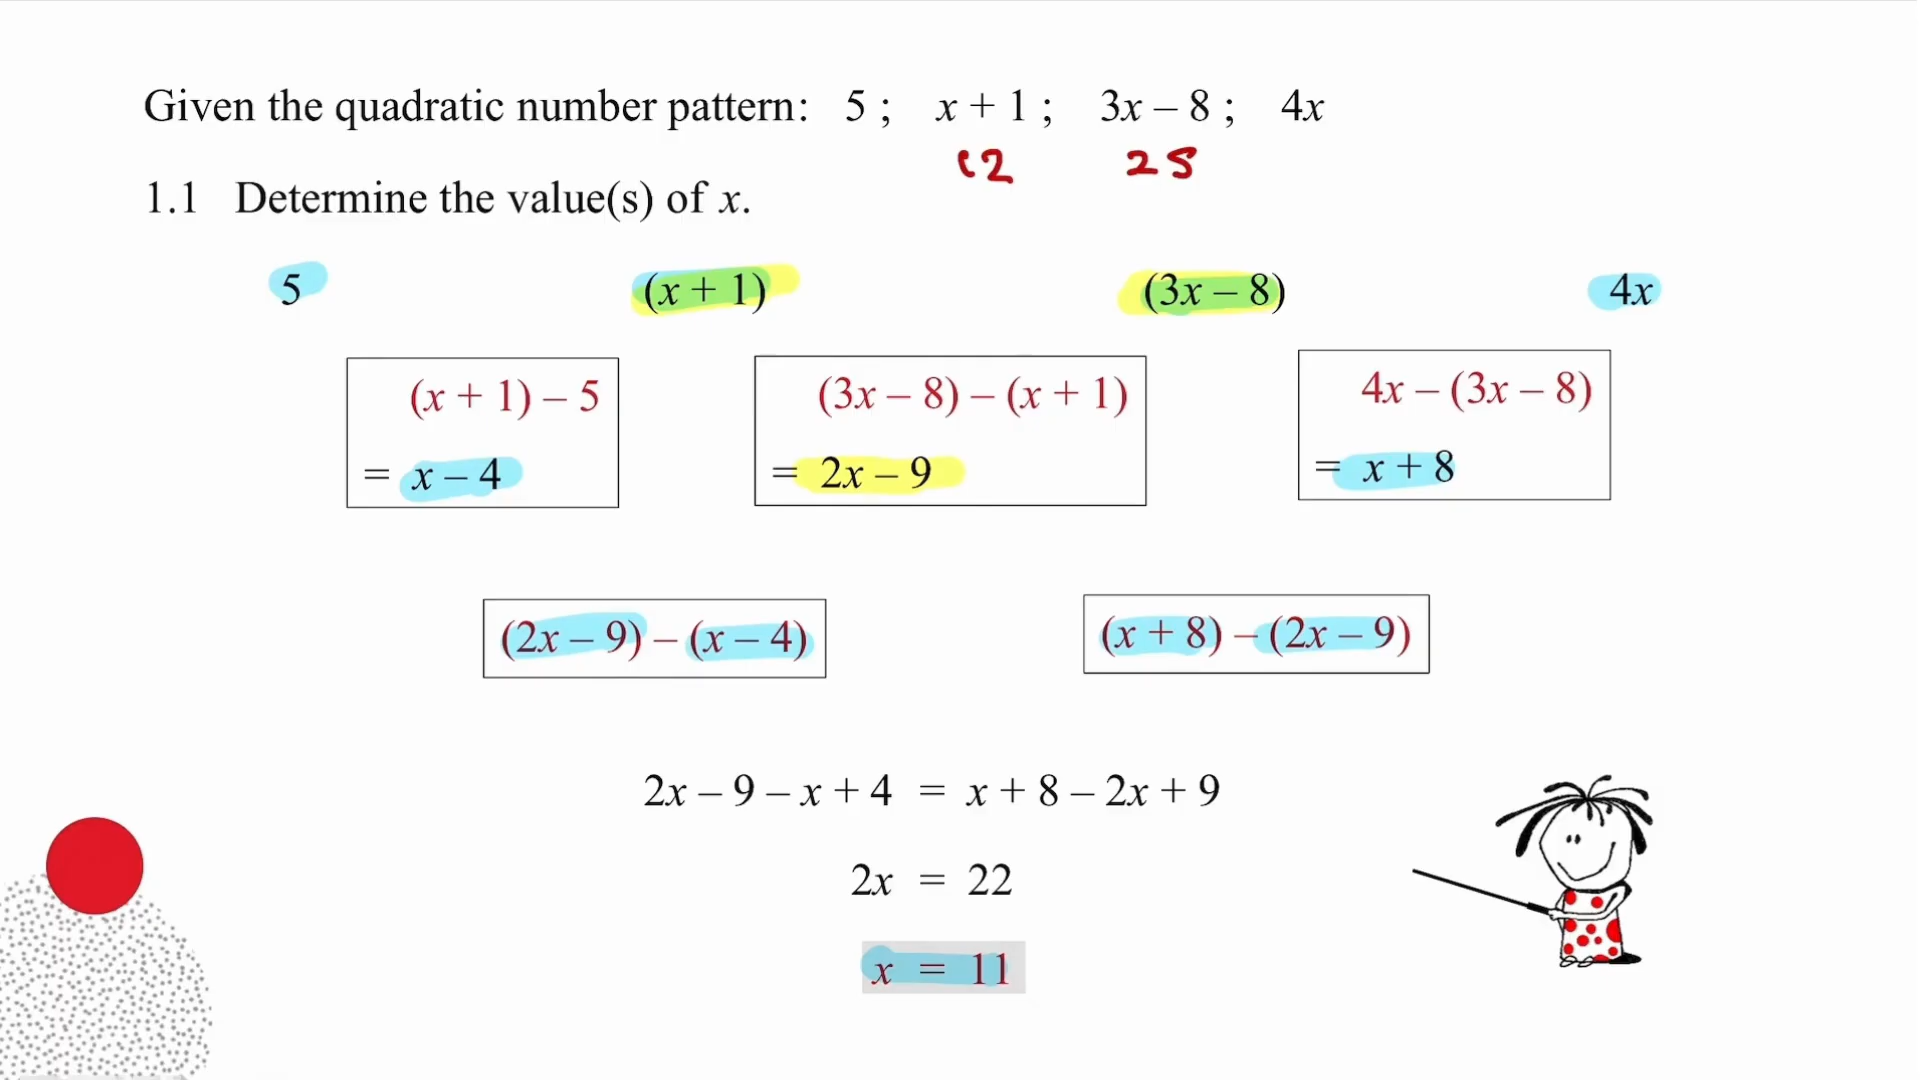 Given the quadratic number pattern: 5 ; x + 1 ; 3x – 8 ; 4x
12 25
1.1 Determine the value(s) of x.
5 (x + 1) (3x – 8) 4x
(x + 1) – 5 (3x – 8) – (x + 1) 4x – (3x – 8)
= x – 4 = 2x – 9 = x + 8
(2x – 9) – (x – 4) (x + 8) – (2x – 9)
2x – 9 – x + 4 = x + 8 – 2x + 9
2x = 22
x = 11